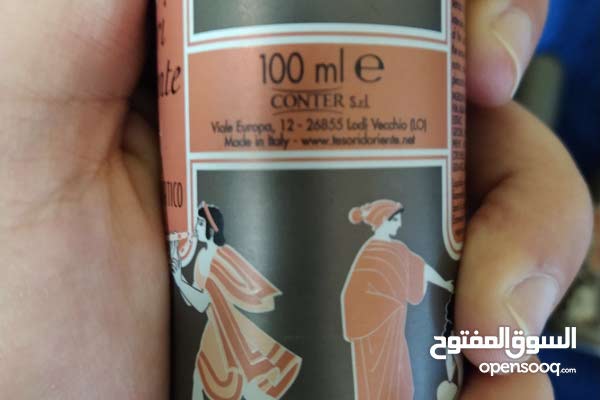 100 ml e
CONTER S.r.l.
Viale Europa, 12 - 26855 Lodi Vecchio (LO)
Made in Italy - www.tesoridoriente.net
TICO
السوق المفتوح
opensooq.com